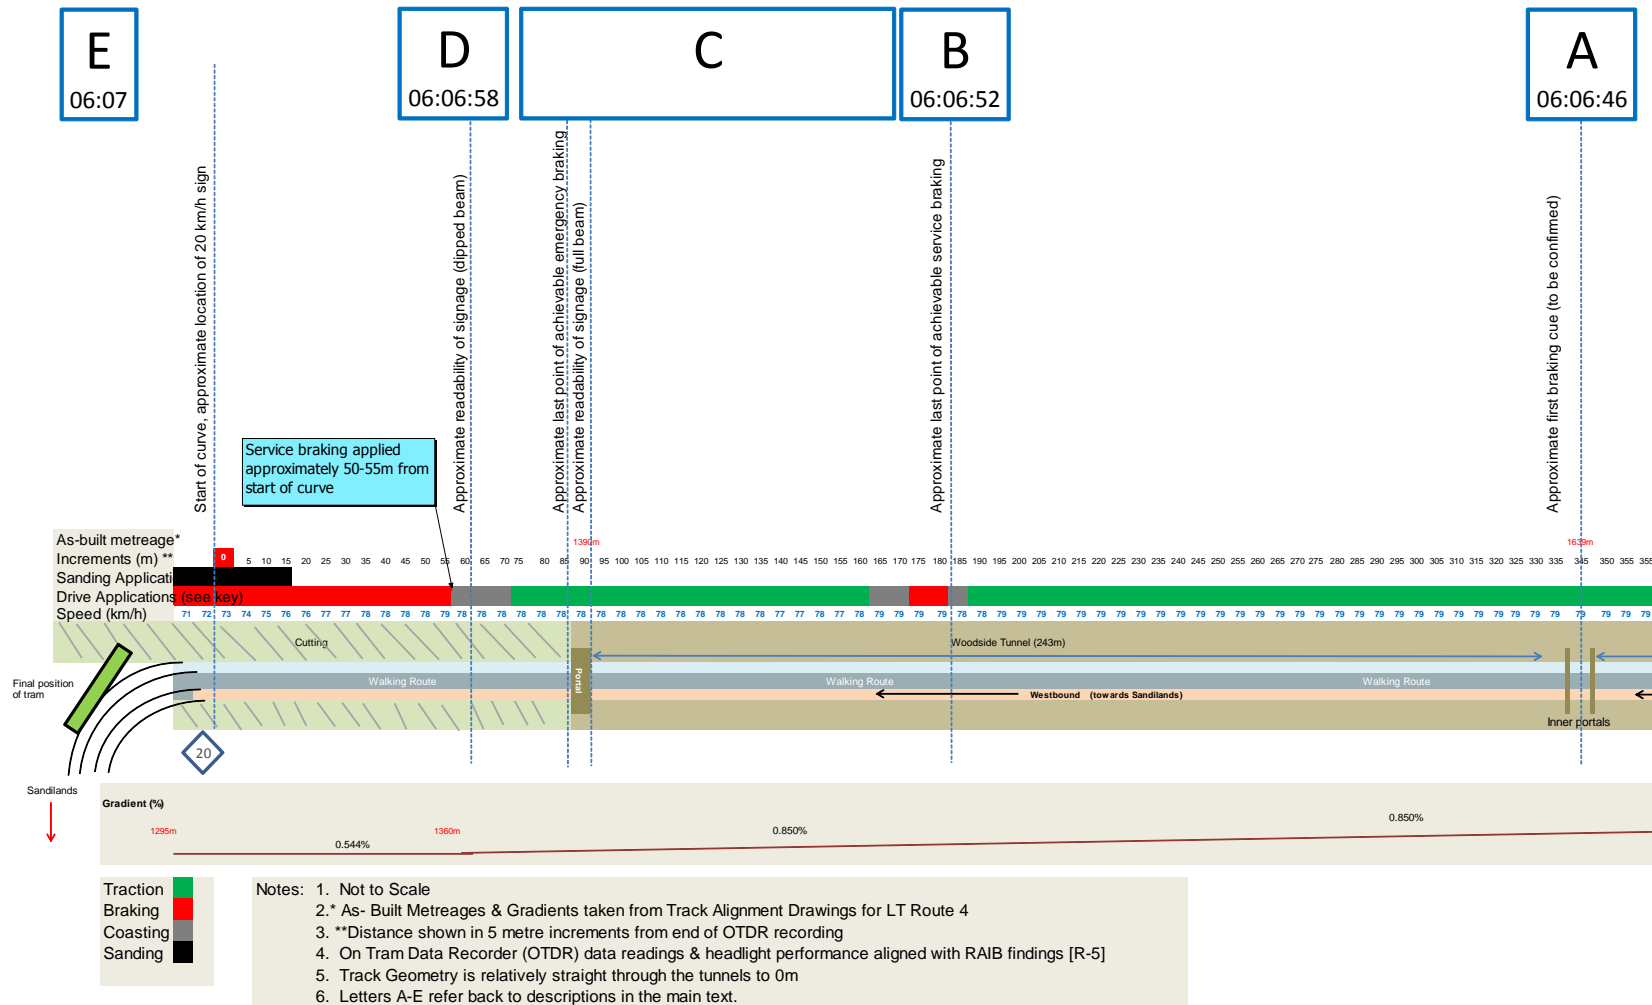 E
06:07
D
06:06:58
C
B
06:06:52
A
06:06:46
Start of curve, approximate location of 20 km/h sign
Approximate readability of signage (dipped beam)
Approximate last point of achievable emergency braking
Approximate readability of signage (full beam)
Approximate last point of achievable service braking
Approximate first braking cue (to be confirmed)
Service braking applied
approximately 50-55m from
start of curve
As-built metreage* 1390m 1639m
Increments (m) ** 0 5 10 15 20 25 30 35 40 45 50 55 60 65 70 75 80 85 90 95 100 105 110 115 120 125 130 135 140 145 150 155 160 165 170 175 180 185 190 195 200 205 210 215 220 225 230 235 240 245 250 255 260 265 270 275 280 285 290 295 300 305 310 315 320 325 330 335 345 350 355 355
Sanding Applicati
Drive Applications (see key)
Speed (km/h) 71 72 73 74 75 76 76 77 77 78 78 78 78 79 78 78 78 78 78 78 78 78 78 78 78 78 78 78 78 77 77 77 77 78 79 79 79 79 78 79 79 79 79 79 79 79 79 79 79 79 79 79 79 79 79 79 79 79 79 79 79 79 79 79 79 79 79 79 79 79 79 79 79
Cutting
Woodside Tunnel (243m)
Portal
Final position
of tram
Walking Route Walking Route Walking Route
Westbound (towards Sandilands)
Inner portals
20
Sandilands
Gradient (%)
1295m 1360m
0.544% 0.850% 0.850%
Traction
Braking
Coasting
Sanding
Notes: 1. Not to Scale
2.* As- Built Metreages & Gradients taken from Track Alignment Drawings for LT Route 4
3. **Distance shown in 5 metre increments from end of OTDR recording
4. On Tram Data Recorder (OTDR) data readings & headlight performance aligned with RAIB findings [R-5]
5. Track Geometry is relatively straight through the tunnels to 0m
6. Letters A-E refer back to descriptions in the main text.